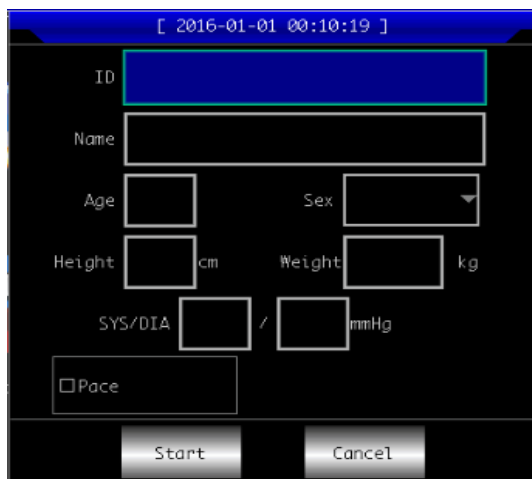 [ 2016-01-01 00:10:19 ]
ID
Name
Age Sex
Height cm Weight kg
SYS/DIA / mmHg
Pace
Start Cancel